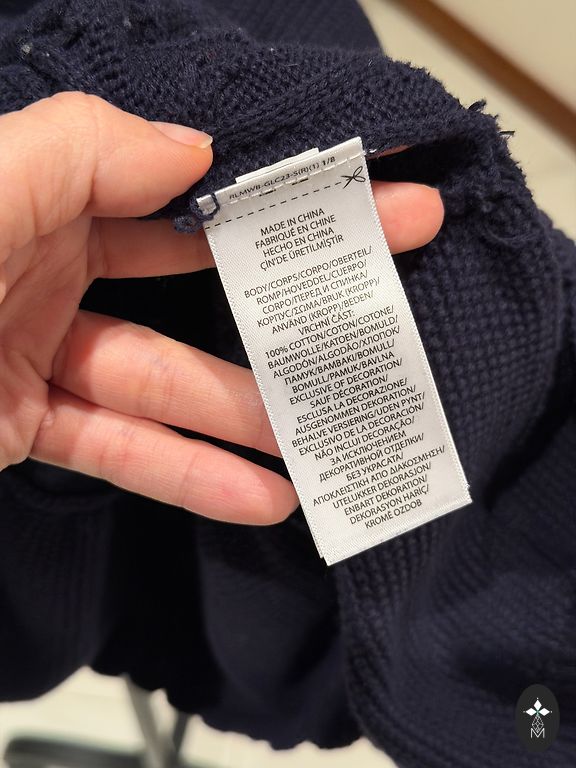 RLMWB-GLC23-S(R)(1) 1/8
MADE IN CHINA
FABRIQUÉ EN CHINE
HECHO EN CHINA
ÇİN'DE ÜRETİLMİŞTİR
BODY/CORPS/CORPO/OBERTEIL/
ROMP/HOVEDDEL/CUERPO/
CORPO/ПЕРЕД И СПИНКА/
КОРПУС/ΣΩΜΑ/BRUK (KROPP)/
ANVÄND (KROPP)/BEDEN/
VRCHNÍ ČÁST:
100% COTTON/COTON/COTONE/
BAUMWOLLE/KATOEN/BOMULD/
ALGODÓN/ALGODÃO/ХЛОПОК/
ПАМУК/ΒΑΜΒΑΚΙ/BOMULL/
BOMULL/PAMUK/BAVLNA
EXCLUSIVE OF DECORATION/
SAUF DÉCORATION/
ESCLUSA LA DECORAZIONE/
AUSGENOMMEN DEKORATION/
BEHALVE VERSIERING/UDES PYNT/
EXCLUSIVO DE LA DECORACIÓN/
NÃO INCLUI DECORAÇÃO/
ЗА ИСКЛЮЧЕНИЕМ
ДЕКОРАТИВНОЙ ОТДЕЛКИ/
БЕЗ УКРАСАТА/
ΑΠΟΚΛΕΙΣΤΙΚΗ ΑΠΟ ΔΙΑΚΟΣΜΗΣΗ/
UTELUKKER DEKORASJON/
ENBART DEKORATION/
DEKORASYON HARİÇ/
KROMĚ OZDOB
M